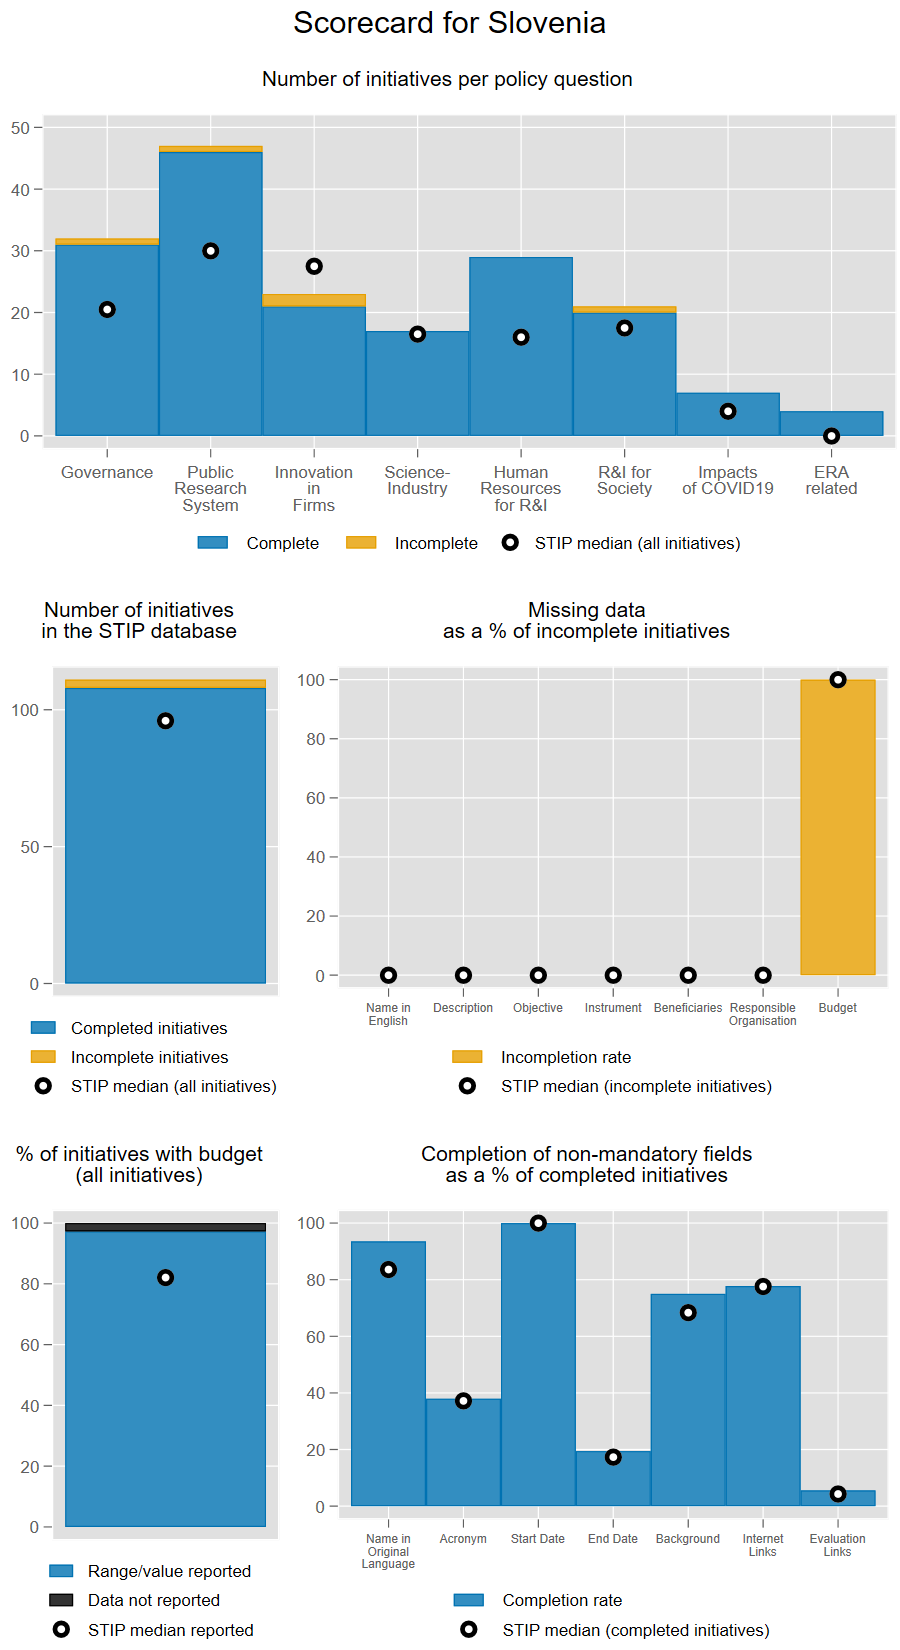 Scorecard for Slovenia
Number of initiatives per policy question
50
40
30
20
10
0
Governance
Public
Research
System
Innovation
in
Firms
Science-
Industry
Human
Resources
for R&I
R&I for
Society
Impacts
of COVID19
ERA
related
Complete
Incomplete
STIP median (all initiatives)
Number of initiatives
in the STIP database
100
50
0
Completed initiatives
Incomplete initiatives
STIP median (all initiatives)
Missing data
as a % of incomplete initiatives
100
80
60
40
20
0
Name in
English
Description
Objective
Instrument
Beneficiaries
Responsible
Organisation
Budget
Incompletion rate
STIP median (incomplete initiatives)
% of initiatives with budget
(all initiatives)
100
80
60
40
20
0
Range/value reported
Data not reported
STIP median reported
Completion of non-mandatory fields
as a % of completed initiatives
100
80
60
40
20
0
Name in
Original
Language
Acronym
Start Date
End Date
Background
Internet
Links
Evaluation
Links
Completion rate
STIP median (completed initiatives)